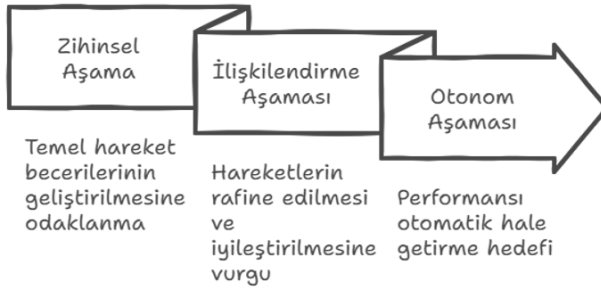 Zihinsel
Aşama
İlişkilendirme
Aşaması
Otonom
Aşaması
Temel hareket
becerilerinin
geliştirilmesine
odaklanma
Hareketlerin
rafine edilmesi
ve
iyileştirilmesine
vurgu
Performansı
otomatik hale
getirme hedefi